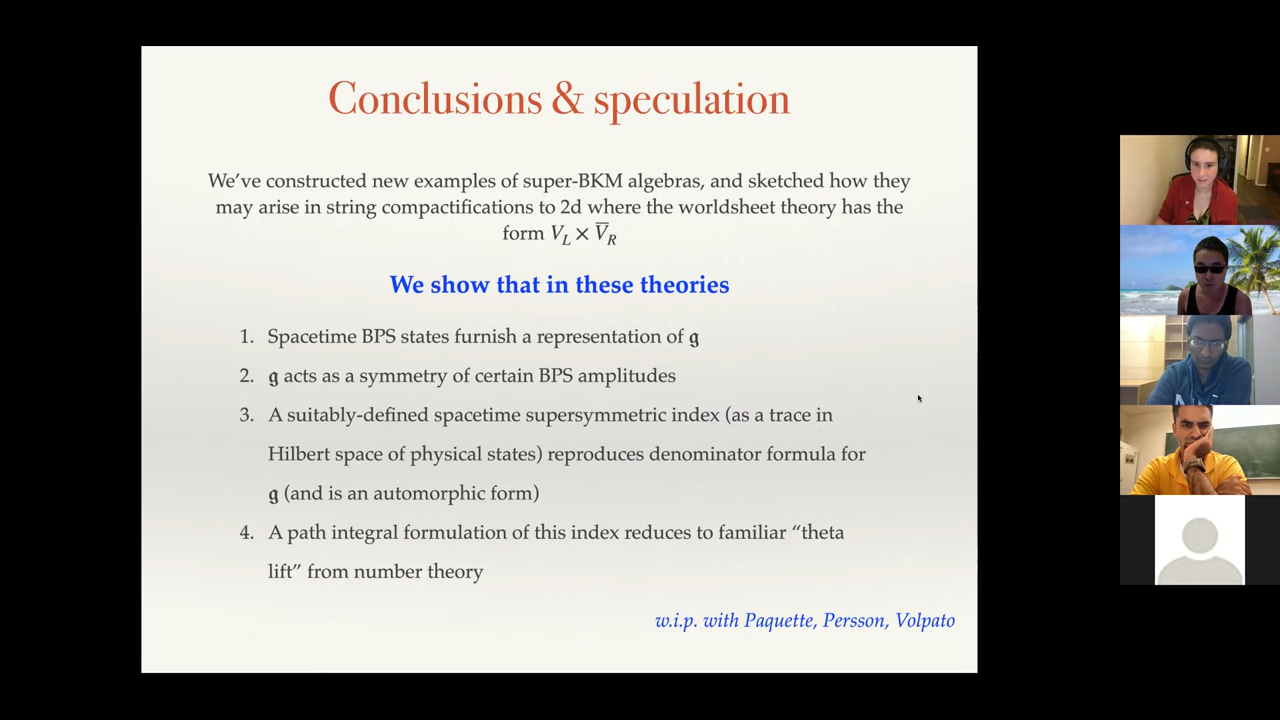 Conclusions & speculation
We've constructed new examples of super-BKM algebras, and sketched how they
may arise in string compactifications to 2d where the worldsheet theory has the
form $V_L \times \overline{V}_R$
We show that in these theories
1. Spacetime BPS states furnish a representation of 𝔤
2. 𝔤 acts as a symmetry of certain BPS amplitudes
3. A suitably-defined spacetime supersymmetric index (as a trace in
Hilbert space of physical states) reproduces denominator formula for
𝔤 (and is an automorphic form)
4. A path integral formulation of this index reduces to familiar “theta
lift” from number theory
w.i.p. with Paquette, Persson, Volpato